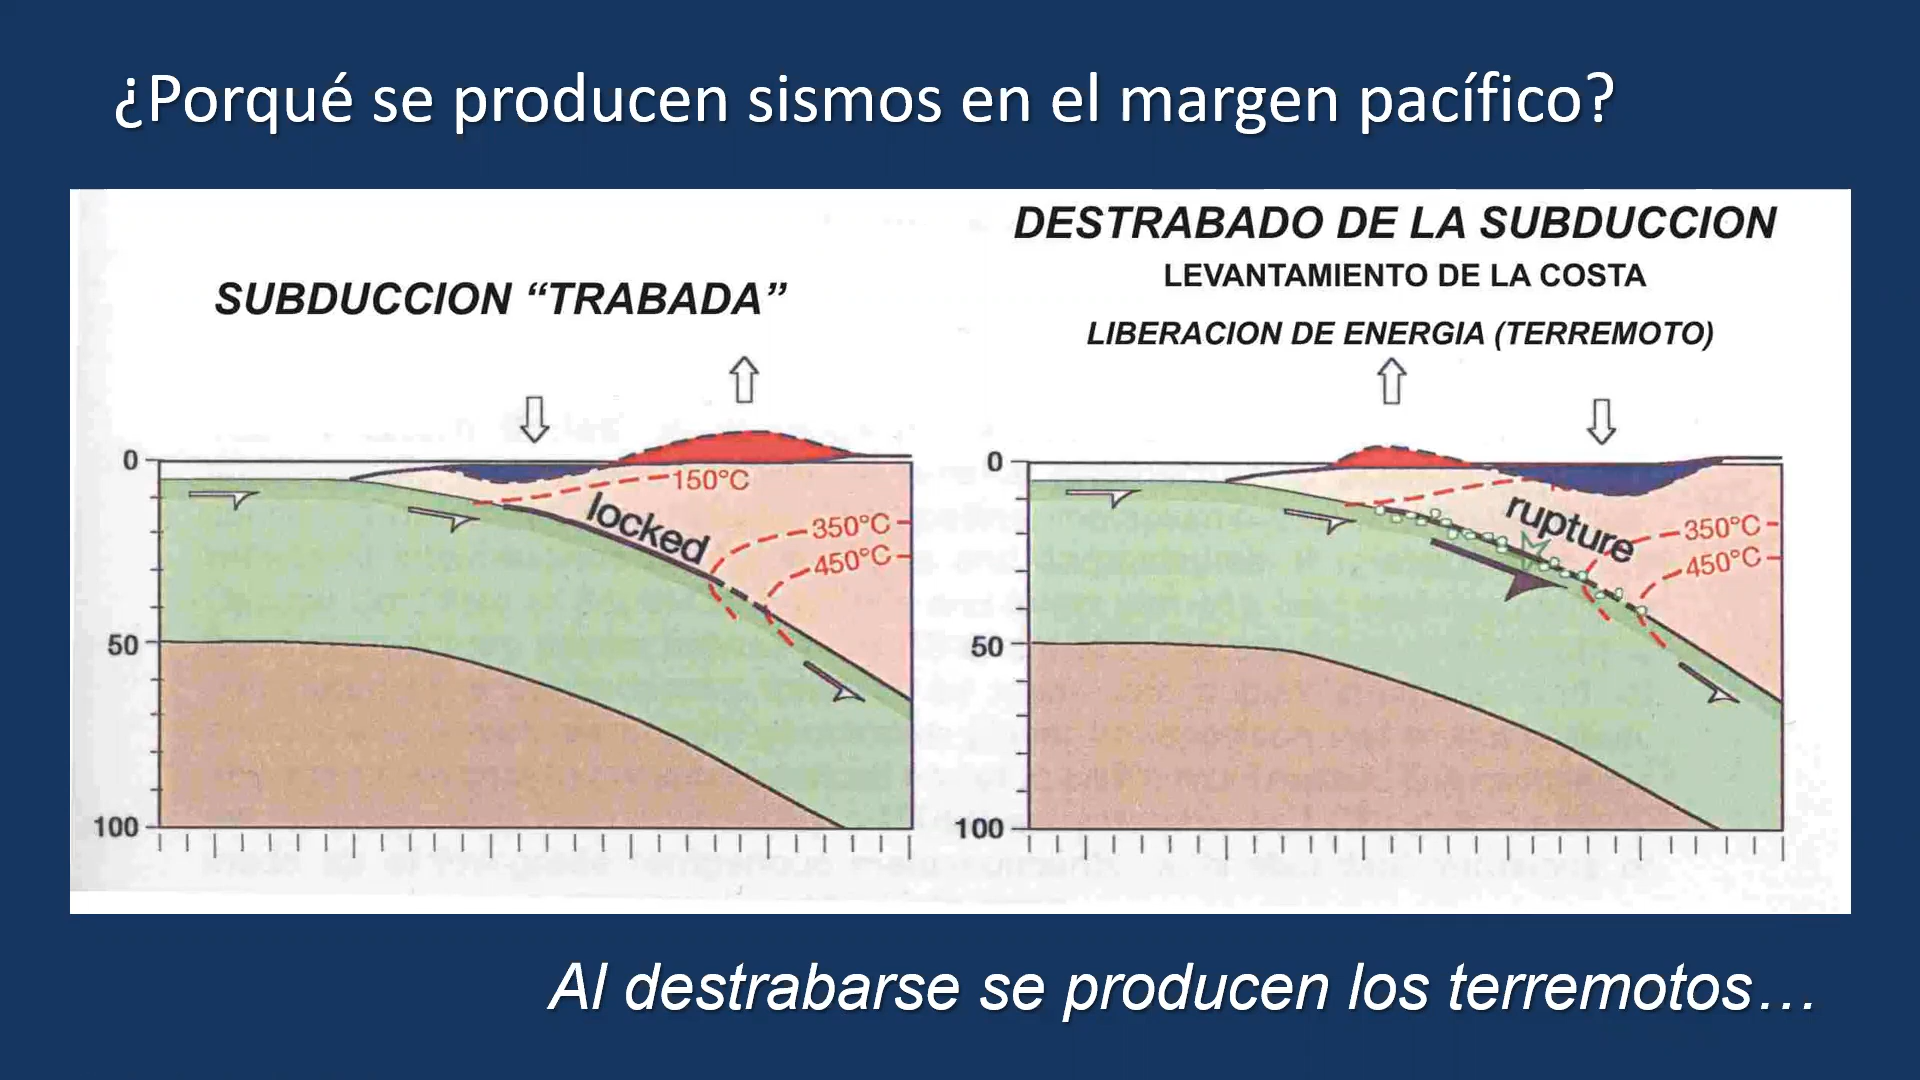 ¿Porqué se producen sismos en el margen pacífico?
SUBDUCCION “TRABADA”
0
50
100
150°C
350°C
450°C
locked
DESTRABADO DE LA SUBDUCCION
LEVANTAMIENTO DE LA COSTA
LIBERACION DE ENERGIA (TERREMOTO)
0
50
100
rupture
350°C
450°C
Al destrabarse se producen los terremotos…